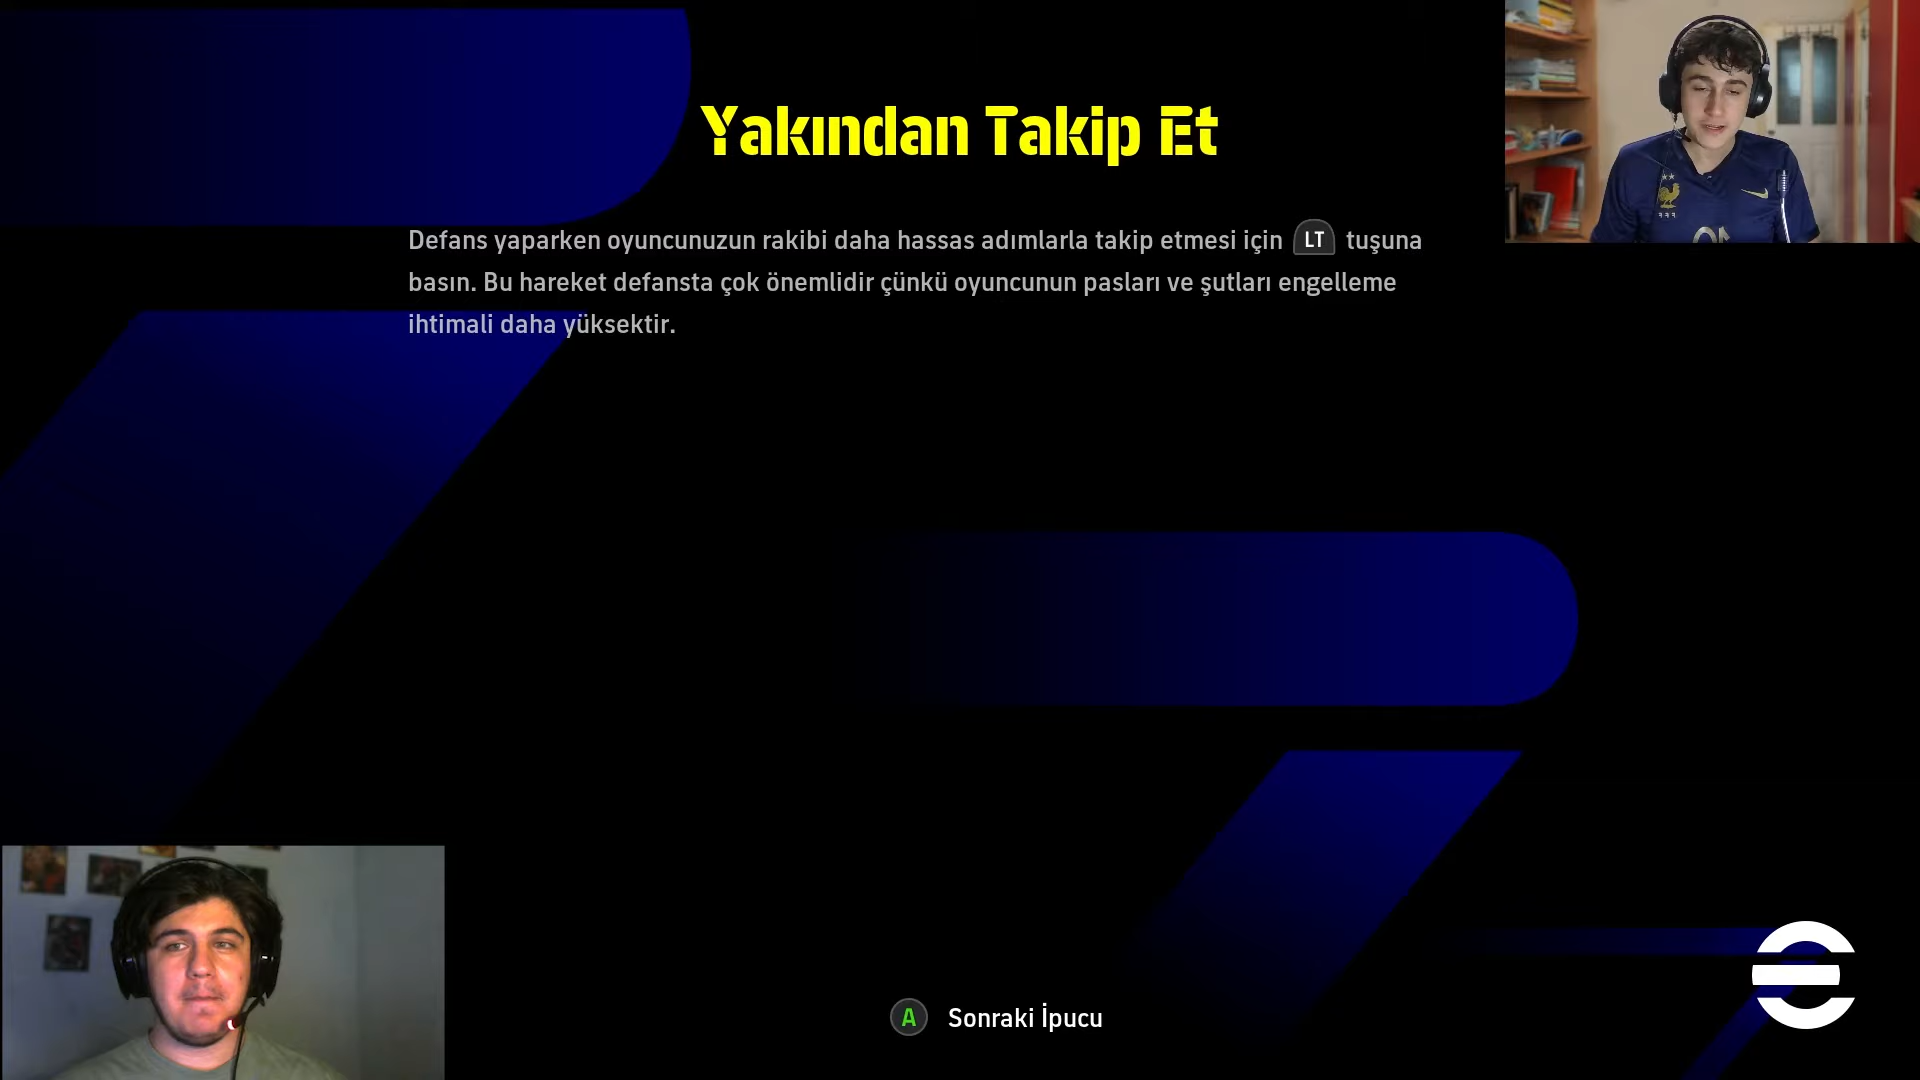 Yakından Takip Et
Defans yaparken oyuncunuzun rakibi daha hassas adımlarla takip etmesi için LT tuşuna
basın. Bu hareket defansta çok önemlidir çünkü oyuncunun pasları ve şutları engelleme
ihtimali daha yüksektir.
A Sonraki İpucu